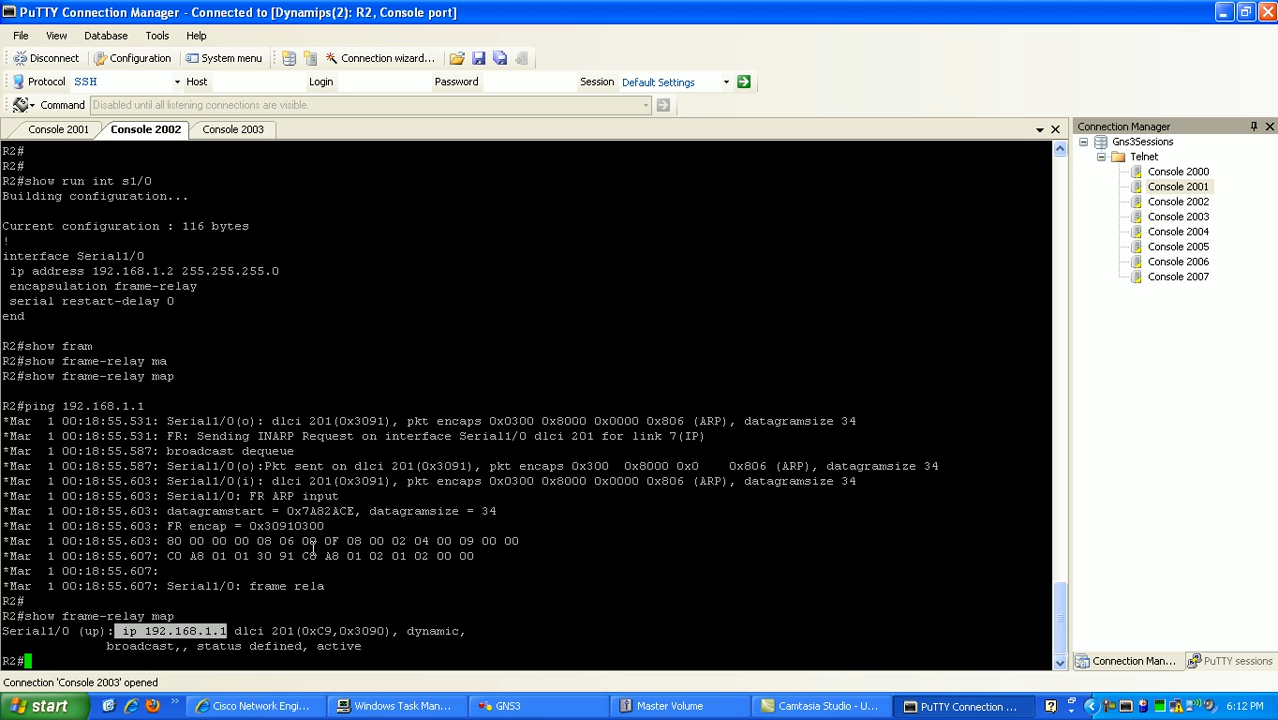 PuTTY Connection Manager - Connected to [Dynamips(2): R2, Console port]
File View Database Tools Help
Disconnect Configuration System menu Connection wizard...
Protocol SSH Host Login Password Session Default Settings
Command Disabled until all listening connections are visible.
Console 2001 Console 2002 Console 2003
R2#
R2#
R2#show run int s1/0
Building configuration...
Current configuration : 116 bytes
!
interface Serial1/0
ip address 192.168.1.2 255.255.255.0
encapsulation frame-relay
serial restart-delay 0
end
R2#show fram
R2#show frame-relay ma
R2#show frame-relay map
R2#ping 192.168.1.1
*Mar 1 00:18:55.531: Serial1/0(o): dlci 201(0x3091), pkt encaps 0x0300 0x8000 0x0000 0x806 (ARP), datagramsize 34
*Mar 1 00:18:55.531: FR: Sending INARP Request on interface Serial1/0 dlci 201 for link 7(IP)
*Mar 1 00:18:55.587: broadcast dequeue
*Mar 1 00:18:55.587: Serial1/0(o):Pkt sent on dlci 201(0x3091), pkt encaps 0x300 0x8000 0x0 0x806 (ARP), datagramsize 34
*Mar 1 00:18:55.603: Serial1/0(i): dlci 201(0x3091), pkt encaps 0x0300 0x8000 0x0000 0x806 (ARP), datagramsize 34
*Mar 1 00:18:55.603: Serial1/0: FR ARP input
*Mar 1 00:18:55.603: datagramstart = 0x7A82ACE, datagramsize = 34
*Mar 1 00:18:55.603: FR encap = 0x30910300
*Mar 1 00:18:55.603: 80 00 00 00 08 06 00 0F 08 00 02 04 00 09 00 00
*Mar 1 00:18:55.607: C0 A8 01 01 30 91 C0 A8 01 02 01 02 00 00
*Mar 1 00:18:55.607:
*Mar 1 00:18:55.607: Serial1/0: frame rela
R2#
R2#show frame-relay map
Serial1/0 (up): ip 192.168.1.1 dlci 201(0xC9,0x3090), dynamic,
broadcast,, status defined, active
R2#
Connection Manager
Gns3Sessions
Telnet
Console 2000
Console 2001
Console 2002
Console 2003
Console 2004
Console 2005
Console 2006
Console 2007
Connection Man... PuTTY sessions
Connection 'Console 2003' opened
start Cisco Network Engi... Windows Task Man... GNS3 Master Volume Camtasia Studio - U... PuTTY Connection ... 6:12 PM